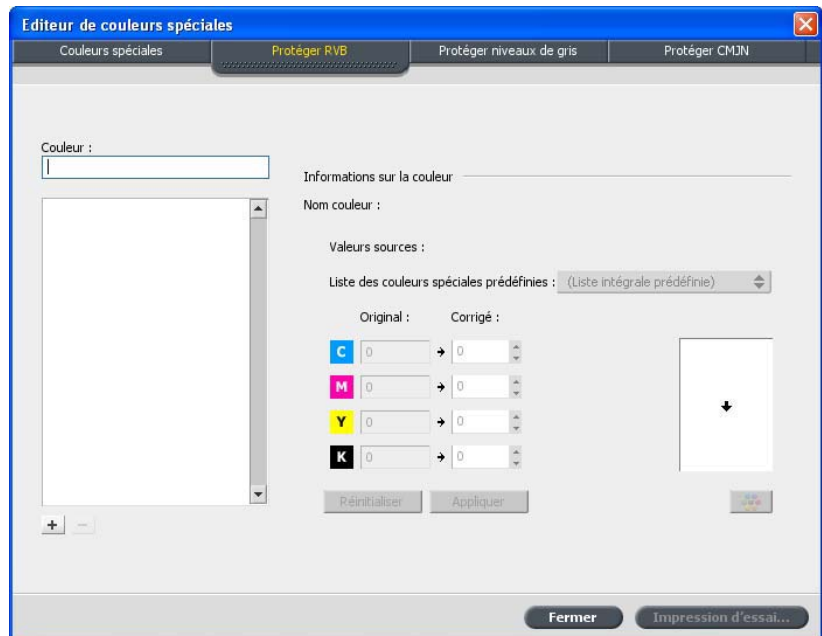 Editeur de couleurs spéciales
Couleurs spéciales Protéger RVB Protéger niveaux de gris Protéger CMJN
Couleur :
Informations sur la couleur
Nom couleur :
Valeurs sources :
Liste des couleurs spéciales prédéfinies : (Liste intégrale prédéfinie)
Original : Corrigé :
C 0 0
M 0 0
Y 0 0
K 0 0
Réinitialiser Appliquer
Fermer Impression d'essai...